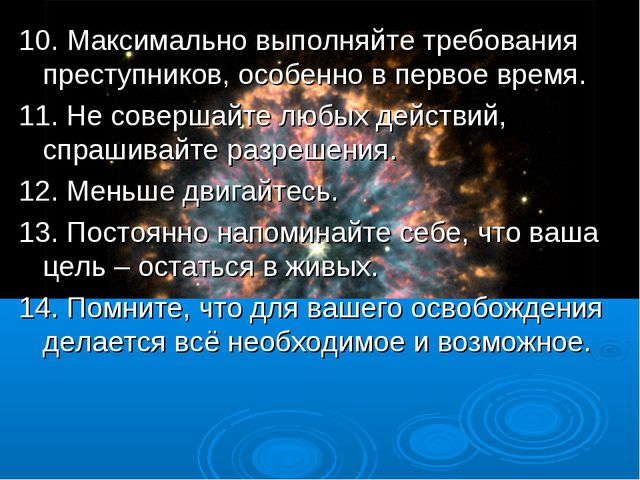 10. Максимально выполняйте требования
преступников, особенно в первое время.
11. Не совершайте любых действий,
спрашивайте разрешения.
12. Меньше двигайтесь.
13. Постоянно напоминайте себе, что ваша
цель – остаться в живых.
14. Помните, что для вашего освобождения
делается всё необходимое и возможное.